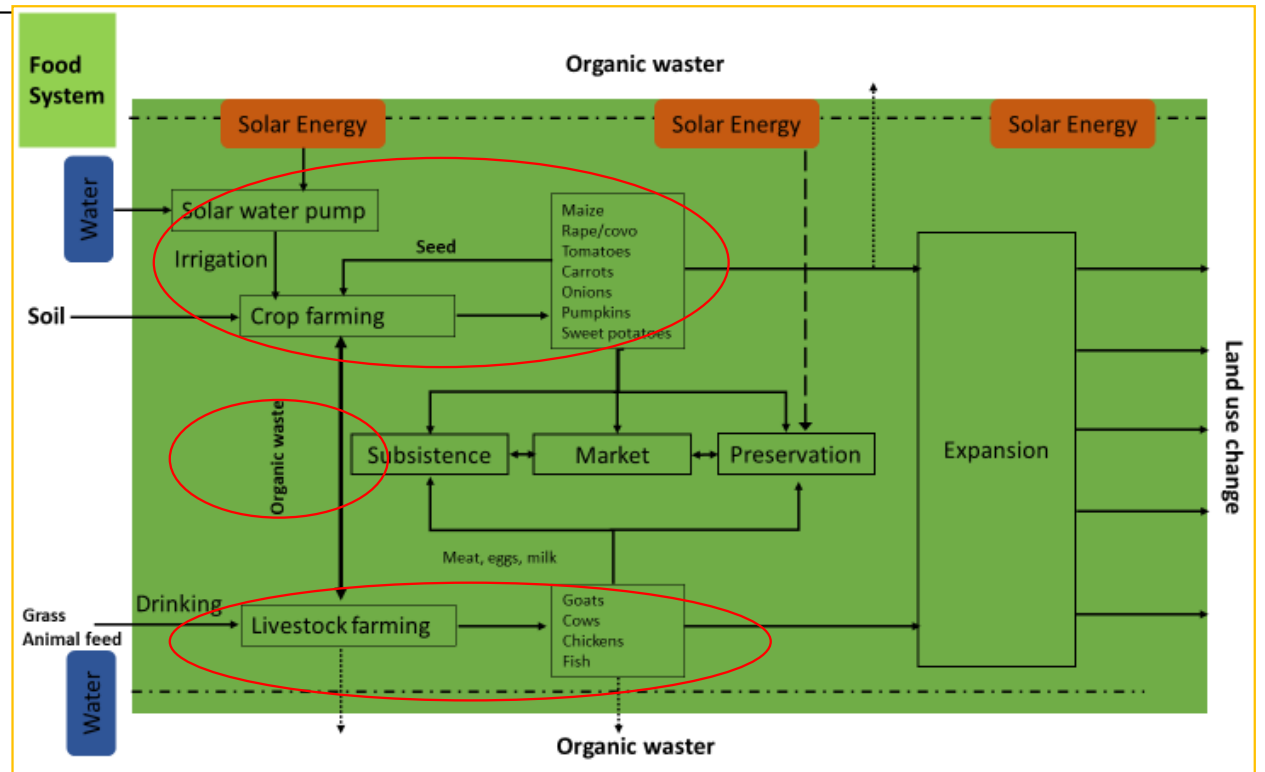 Food
System
Organic waster
Solar Energy
Solar Energy
Solar Energy
Water
Solar water pump
Irrigation
Seed
Maize
Rape/covo
Tomatoes
Carrots
Onions
Pumpkins
Sweet potatoes
Soil
Crop farming
Organic waste
Subsistence
Market
Preservation
Expansion
Land use change
Meat, eggs, milk
Drinking
Grass
Animal feed
Livestock farming
Goats
Cows
Chickens
Fish
Water
Organic waster